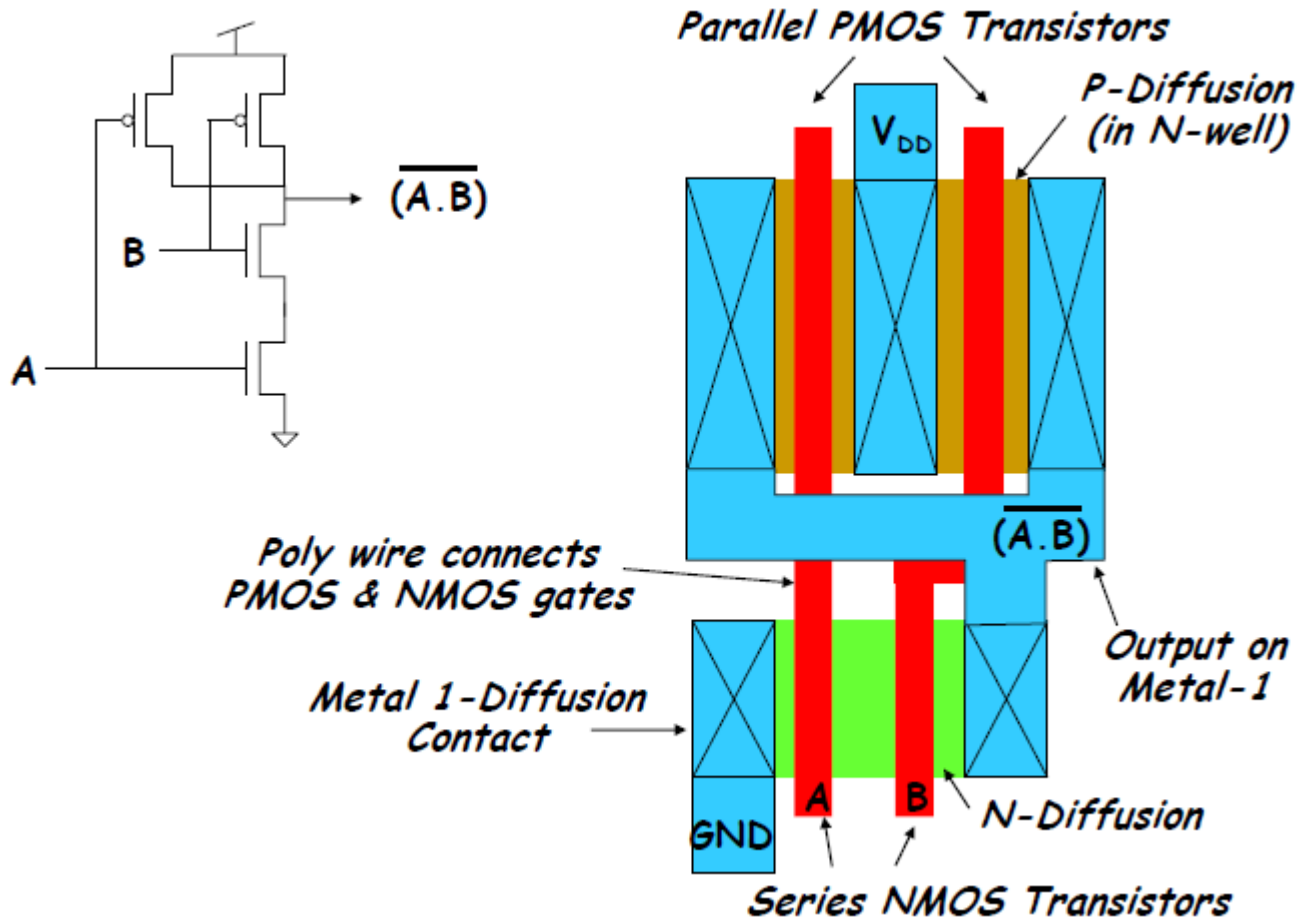 Parallel PMOS Transistors
P-Diffusion
(in N-well)
VDD
(A.B)
B
A
(A.B)
Poly wire connects
PMOS & NMOS gates
Output on
Metal-1
Metal 1-Diffusion
Contact
A
B
N-Diffusion
GND
Series NMOS Transistors